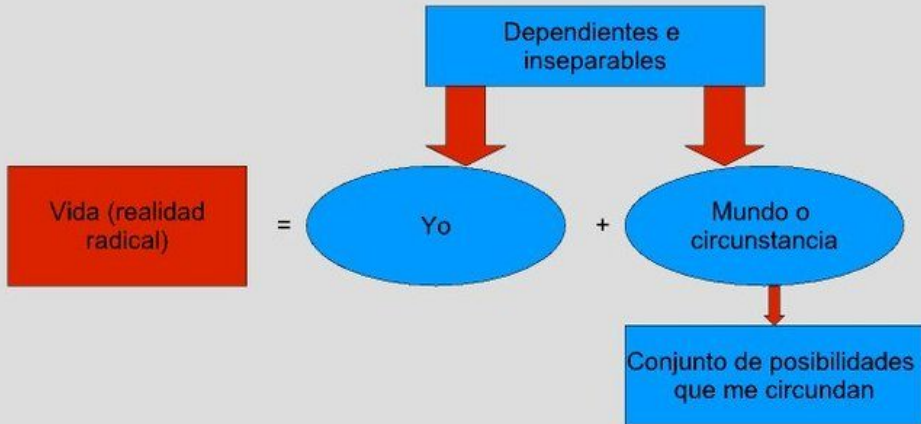 Dependientes e
inseparables
Vida (realidad
radical)
=
Yo
+
Mundo o
circunstancia
Conjunto de posibilidades
que me circundan